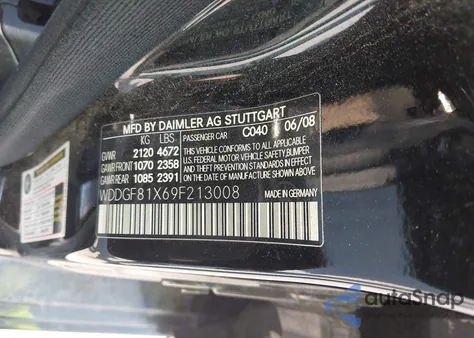 MFD BY DAIMLER AG STUTTGART
KG LBS PASSENGER CAR C040 06/08
GVWR 2120 4672
GAWR FRONT 1070 2358
GAWR REAR 1085 2391
THIS VEHICLE CONFORMS TO ALL APPLICABLE
U.S. FEDERAL MOTOR VEHICLE SAFETY, BUMPER
AND THEFT PREVENTION STANDARDS IN EFFECT
ON THE DATE OF MANUFACTURE SHOWN ABOVE
WDDGF81X69F213008 MADE IN GERMANY
autoSnap